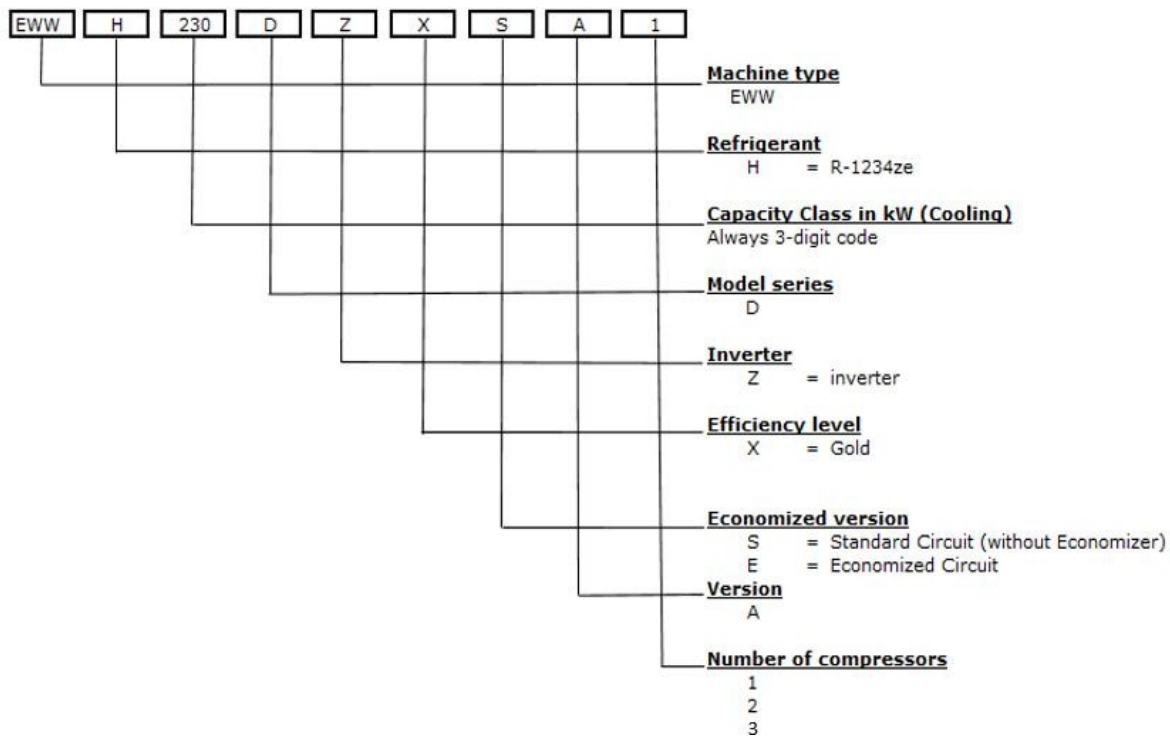 EWW H 230 D Z X S A 1
Machine type
EWW
Refrigerant
H = R-1234ze
Capacity Class in kW (Cooling)
Always 3-digit code
Model series
D
Inverter
Z = inverter
Efficiency level
X = Gold
Economized version
S = Standard Circuit (without Economizer)
E = Economized Circuit
Version
A
Number of compressors
1
2
3